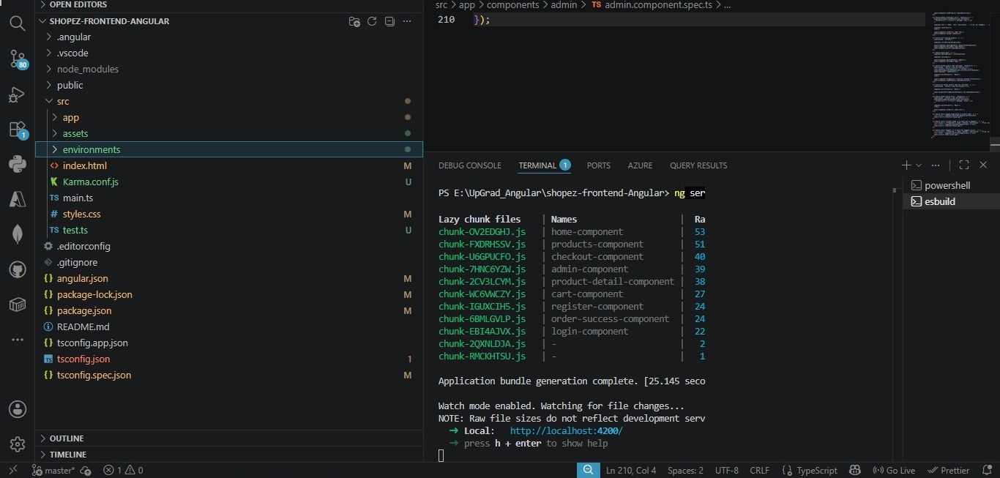 OPEN EDITORS
SHOPEZ-FRONTEND-ANGULAR
.angular
.vscode
node_modules
public
src
app
assets
environments
index.html M
Karma.conf.js U
TS main.ts
# styles.css M
TS test.ts U
.editorconfig
.gitignore
{} angular.json M
{} package-lock.json M
{} package.json M
README.md
{} tsconfig.app.json
TS tsconfig.json 1
{} tsconfig.spec.json M
OUTLINE
TIMELINE
80
1
src > app > components > admin > TS admin.component.spec.ts > ...
210 });
DEBUG CONSOLE TERMINAL 1 PORTS AZURE QUERY RESULTS
powershell
esbuild
PS E:\UpGrad_Angular\shopez-frontend-Angular> ng ser
Lazy chunk files | Names | Ra
chunk-OV2EDGHJ.js | home-component | 53
chunk-FXDRHSSV.js | products-component | 51
chunk-U6GPUCFO.js | checkout-component | 40
chunk-7HNC6YZW.js | admin-component | 39
chunk-2CV3LCYM.js | product-detail-component | 38
chunk-WC6VWCZY.js | cart-component | 27
chunk-IGUXCIH5.js | register-component | 24
chunk-6BMLGVLP.js | order-success-component | 24
chunk-EBI4AJVX.js | login-component | 22
chunk-2QXNLDJA.js | - | 2
chunk-RMCKHTSU.js | - | 1
Application bundle generation complete. [25.145 seco
Watch mode enabled. Watching for file changes...
NOTE: Raw file sizes do not reflect development serv
➜ Local: http://localhost:4200/
➜ press h + enter to show help
master* 1 0 Ln 210, Col 4 Spaces: 2 UTF-8 CRLF {} TypeScript Go Live Prettier